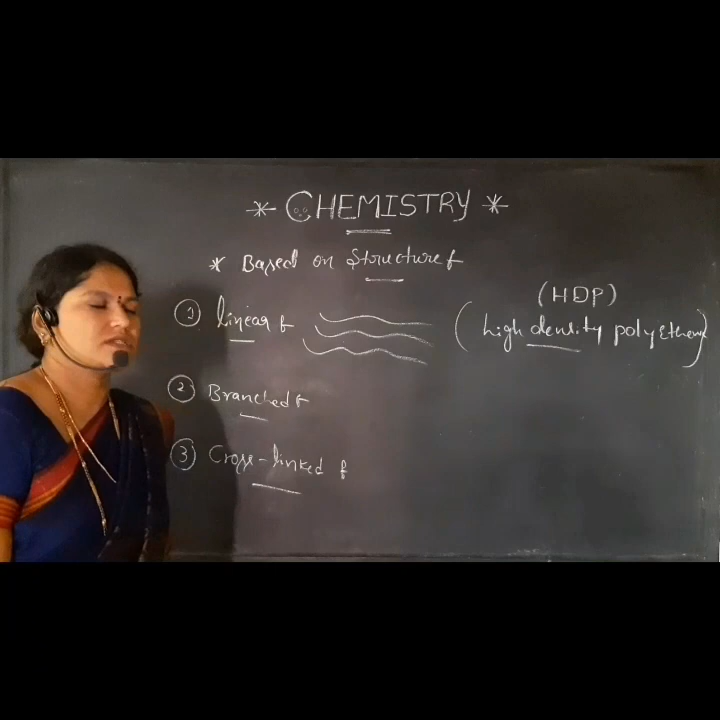 * CHEMISTRY *
* Based on Structure :-
① linear :-
(HDP)
(high density polyethene)
② Branched :-
③ Cross-linked :-